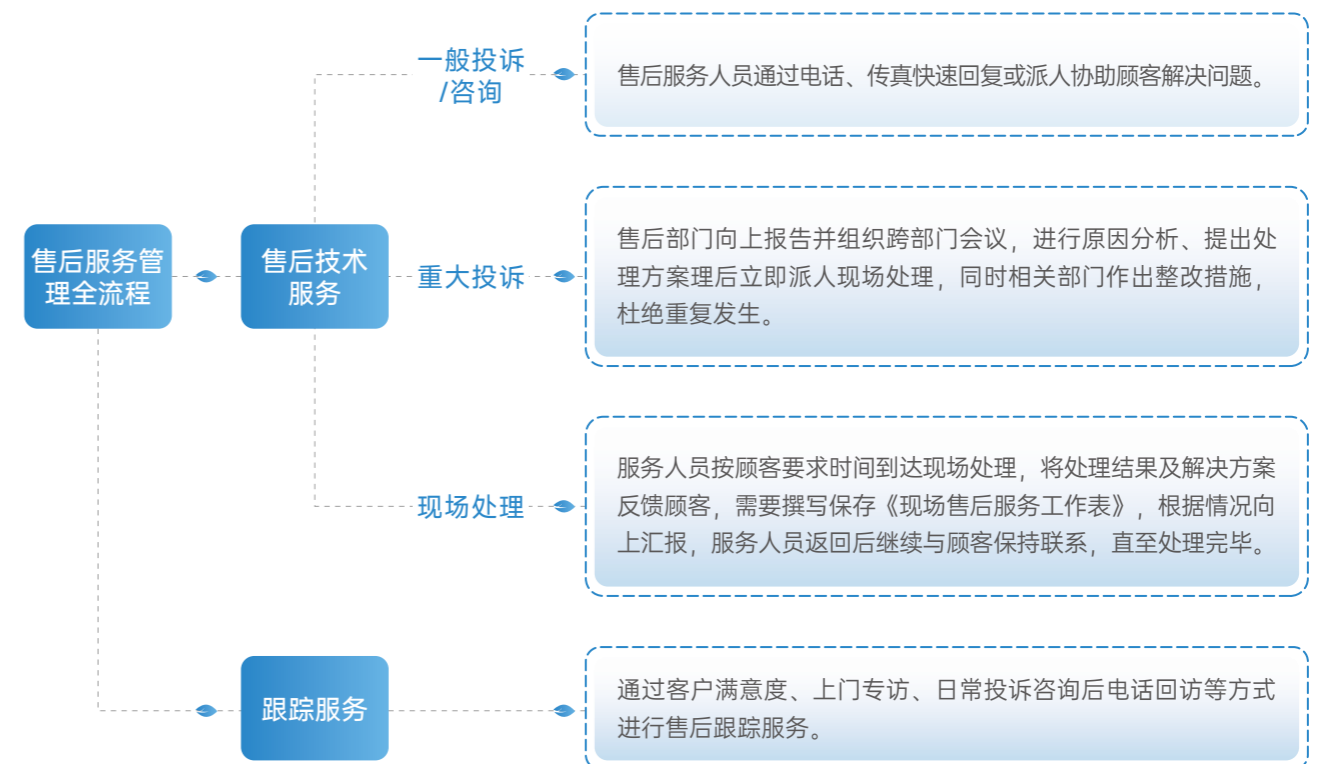 一般投诉
/咨询
售后服务人员通过电话、传真快速回复或派人协助顾客解决问题。
售后服务管
理全流程
售后技术
服务
重大投诉
售后部门向上报告并组织跨部门会议，进行原因分析、提出处
理方案理后立即派人现场处理，同时相关部门作出整改措施，
杜绝重复发生。
现场处理
服务人员按顾客要求时间到达现场处理，将处理结果及解决方案
反馈顾客，需要撰写保存《现场售后服务工作表》，根据情况向
上汇报，服务人员返回后继续与顾客保持联系，直至处理完毕。
跟踪服务
通过客户满意度、上门专访、日常投诉咨询后电话回访等方式
进行售后跟踪服务。